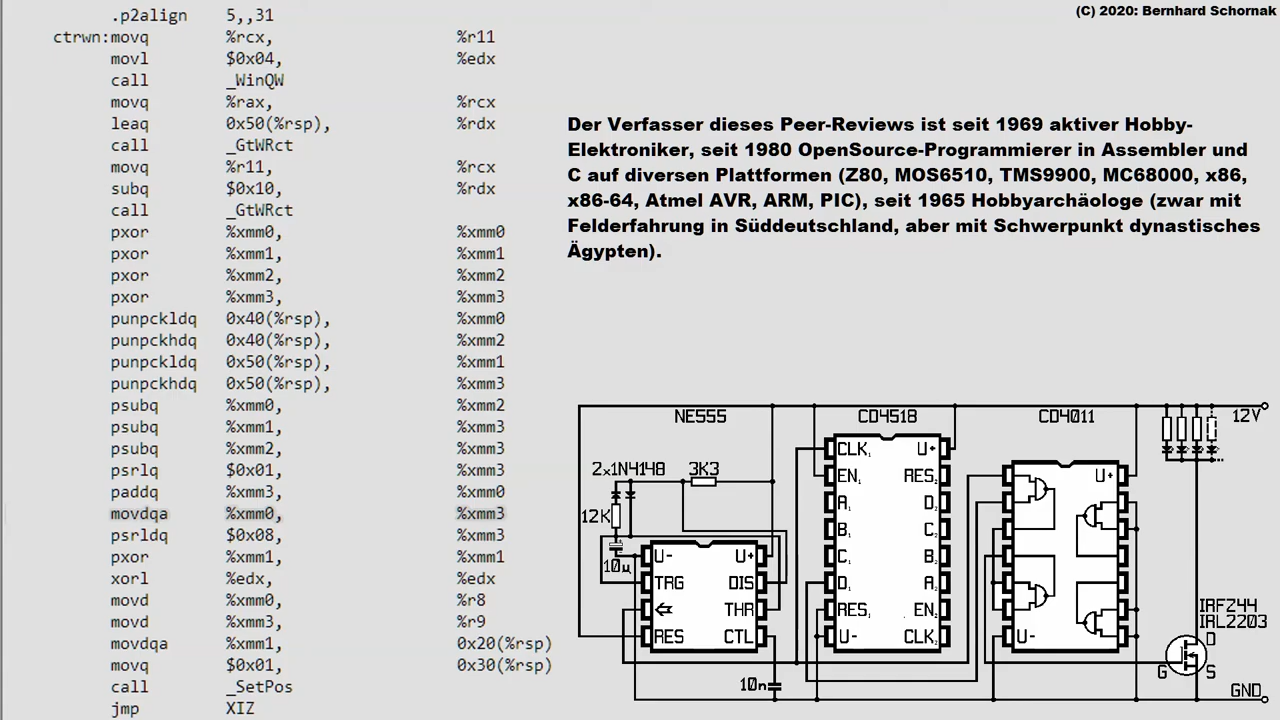 .p2align 5,,31
ctrwn: movq %rcx, %r11
movl $0x04, %edx
call _WinQW
movq %rax, %rcx
leaq 0x50(%rsp), %rdx
call _GtWRct
movq %r11, %rcx
subq $0x10, %rdx
call _GtWRct
pxor %xmm0, %xmm0
pxor %xmm1, %xmm1
pxor %xmm2, %xmm2
pxor %xmm3, %xmm3
punpckldq 0x40(%rsp), %xmm0
punpckhdq 0x40(%rsp), %xmm2
punpckldq 0x50(%rsp), %xmm1
punpckhdq 0x50(%rsp), %xmm3
psubq %xmm0, %xmm2
psubq %xmm1, %xmm3
psubq %xmm2, %xmm3
psrlq $0x01, %xmm3
paddq %xmm3, %xmm0
movdqa %xmm0, %xmm3
psrldq $0x08, %xmm3
pxor %xmm1, %xmm1
xorl %edx, %edx
movd %xmm0, %r8
movd %xmm3, %r9
movdqa %xmm1, 0x20(%rsp)
movq $0x01, 0x30(%rsp)
call _SetPos
jmp XIZ
(C) 2020: Bernhard Schornak
Der Verfasser dieses Peer-Reviews ist seit 1969 aktiver Hobby-
Elektroniker, seit 1980 OpenSource-Programmierer in Assembler und
C auf diversen Plattformen (Z80, MOS6510, TMS9900, MC68000, x86,
x86-64, Atmel AVR, ARM, PIC), seit 1965 Hobbyarchäologe (zwar mit
Felderfahrung in Süddeutschland, aber mit Schwerpunkt dynastisches
Ägypten).
NE555 CD4518 CD4011 12V
2x1N4148 3K3
12K
10µ
U- U+
TRG DIS
THR
RES CTL
10n
CLK1 U+
EN1 RES2
A1 D2
B1 C2
C1 B2
D1 A2
RES1 EN2
U- CLK2
U+
U-
IRFZ44
IRL2203
D
G S
GND